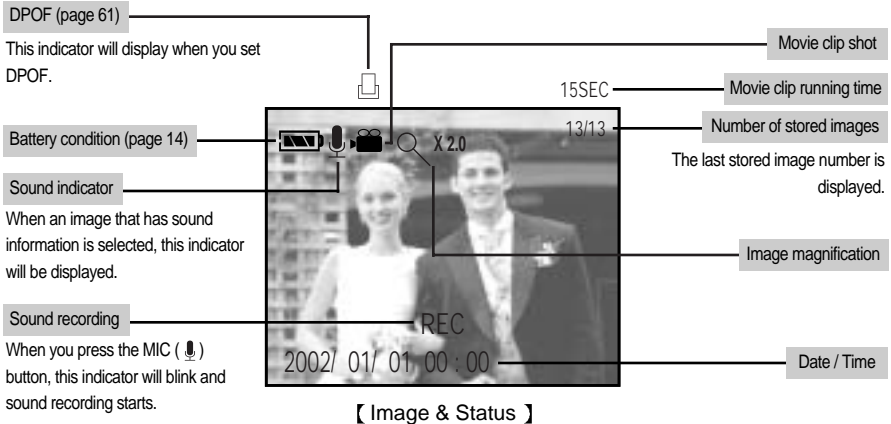 DPOF (page 61)
This indicator will display when you set
DPOF.
Battery condition (page 14)
Sound indicator
When an image that has sound
information is selected, this indicator
will be displayed.
Sound recording
When you press the MIC ( ) 
button, this indicator will blink and
sound recording starts.
15SEC
13/13
X 2.0
REC
2002/ 01/ 01 00 : 00
Movie clip shot
Movie clip running time
Number of stored images
The last stored image number is
displayed.
Image magnification
Date / Time
【 Image & Status 】